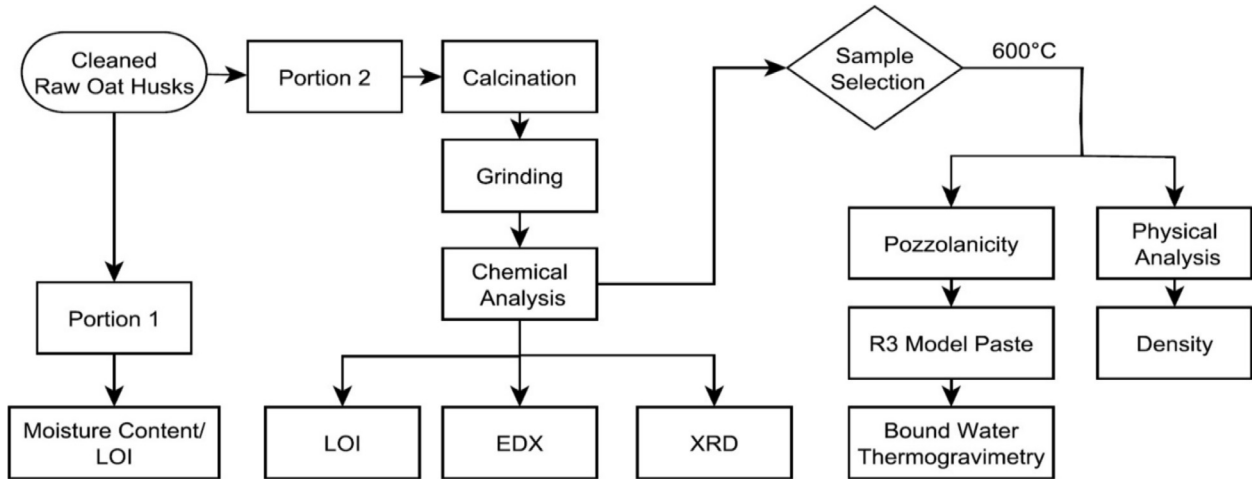 Cleaned
Raw Oat Husks
Portion 2
Calcination
Sample
Selection
600°C
Grinding
Chemical
Analysis
Pozzolanicity
Physical
Analysis
Portion 1
R3 Model Paste
Density
Moisture Content/
LOI
LOI
EDX
XRD
Bound Water
Thermogravimetry